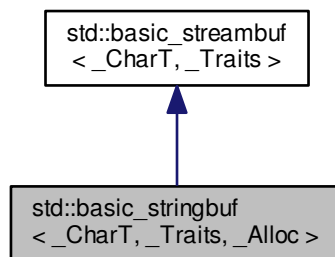 std::basic_streambuf
< _CharT, _Traits >
std::basic_stringbuf
< _CharT, _Traits, _Alloc >